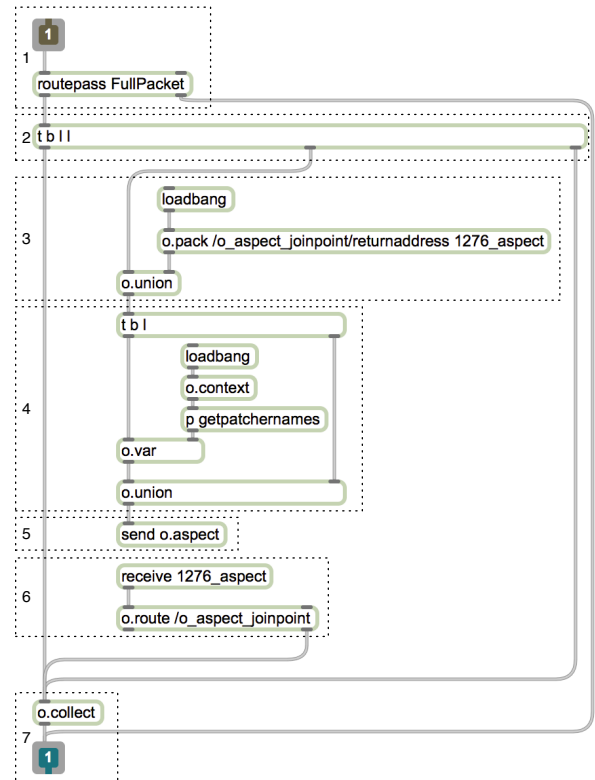 1
1
routepass FullPacket
2
t b l l
loadbang
3
o.pack /o_aspect_joinpoint/returnaddress 1276_aspect
o.union
t b l
loadbang
o.context
4
p getpatchernames
o.var
o.union
5
send o.aspect
receive 1276_aspect
6
o.route /o_aspect_joinpoint
o.collect
7
1